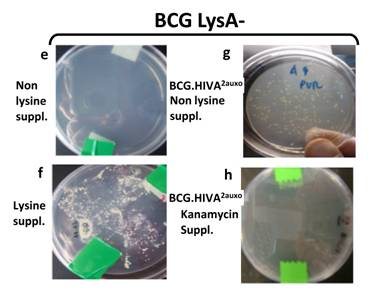 BCG LysA-
e
Non
lysine
suppl.
g
BCG.HIVA2auxo
Non lysine
suppl.
f
Lysine
suppl.
h
BCG.HIVA2auxo
Kanamycin
Suppl.